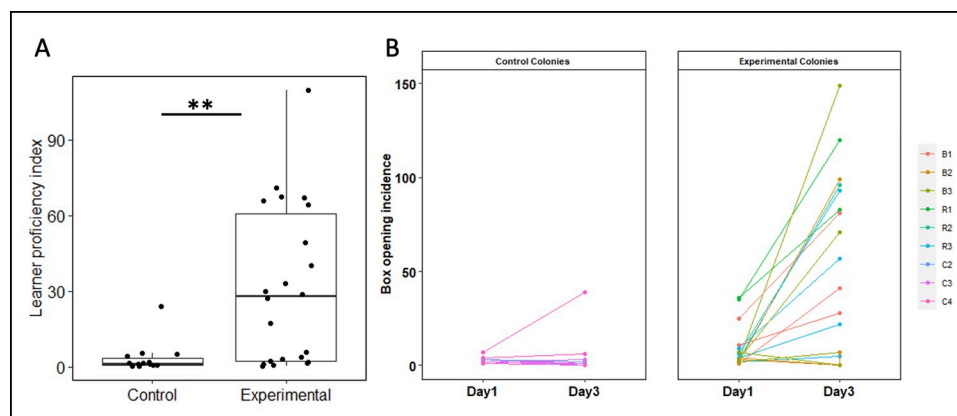 A
Learner proficiency index
90
60
30
0
**
Control
Experimental
B
Box opening incidence
150
100
50
0
Control Colonies
Day1
Day3
Experimental Colonies
Day1
Day3
B1
B2
B3
R1
R2
R3
C2
C3
C4